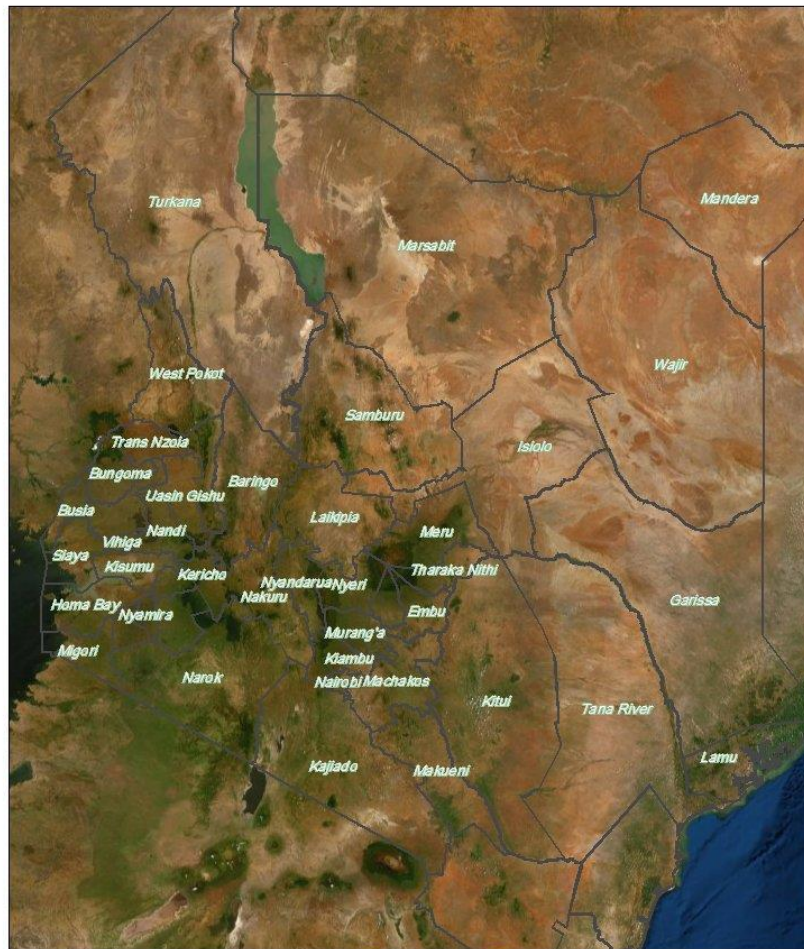 Mandera
Turkana
Marsabit
Wajir
West Pokot
Samburu
Trans Nzoia
Isiolo
Bungoma
Baringo
Uasin Gishu
Busia
Laikipia
Nandi
Meru
Vihiga
Siaya
Kisumu
Kericho
Tharaka Nithi
Nyandarua
Nyeri
Nakuru
Garissa
Homa Bay
Nyamira
Embu
Murang'a
Migori
Kiambu
Narok
Nairobi
Machakos
Kitui
Tana River
Lamu
Kajiado
Makueni